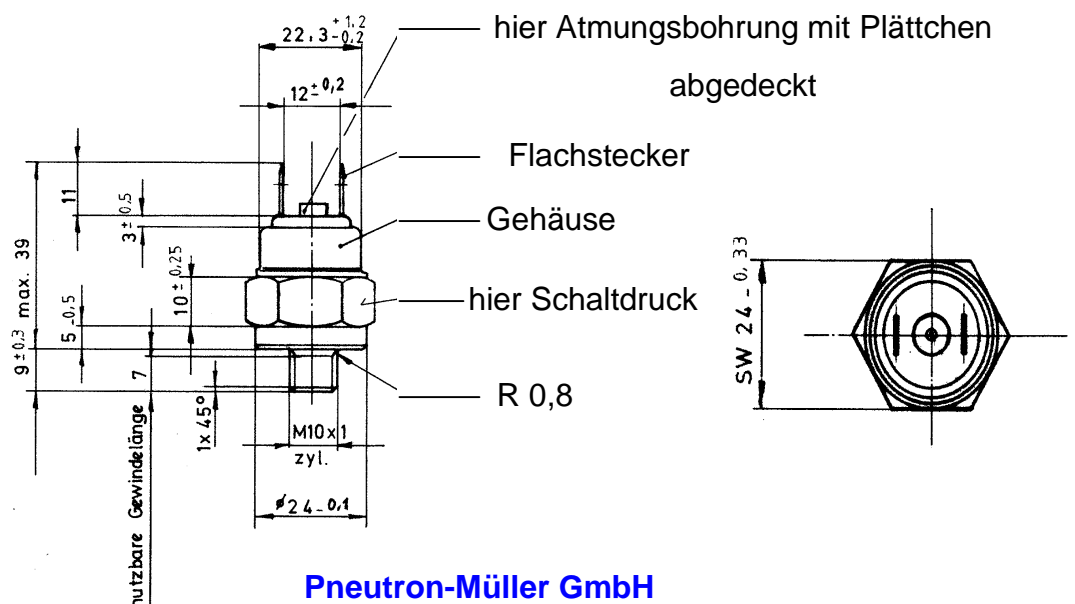 22,3 +1,2 -0,2
hier Atmungsbohrung mit Plättchen
abgedeckt
12±0,2
Flachstecker
11
3±0,5
Gehäuse
max. 39
10±0,25
hier Schaltdruck
5-0,5
9±0,3
7
R 0,8
1x45°
M10x1
zyl.
nutzbare Gewindelänge
ø24-0,1
SW 24-0,33
Pneutron-Müller GmbH